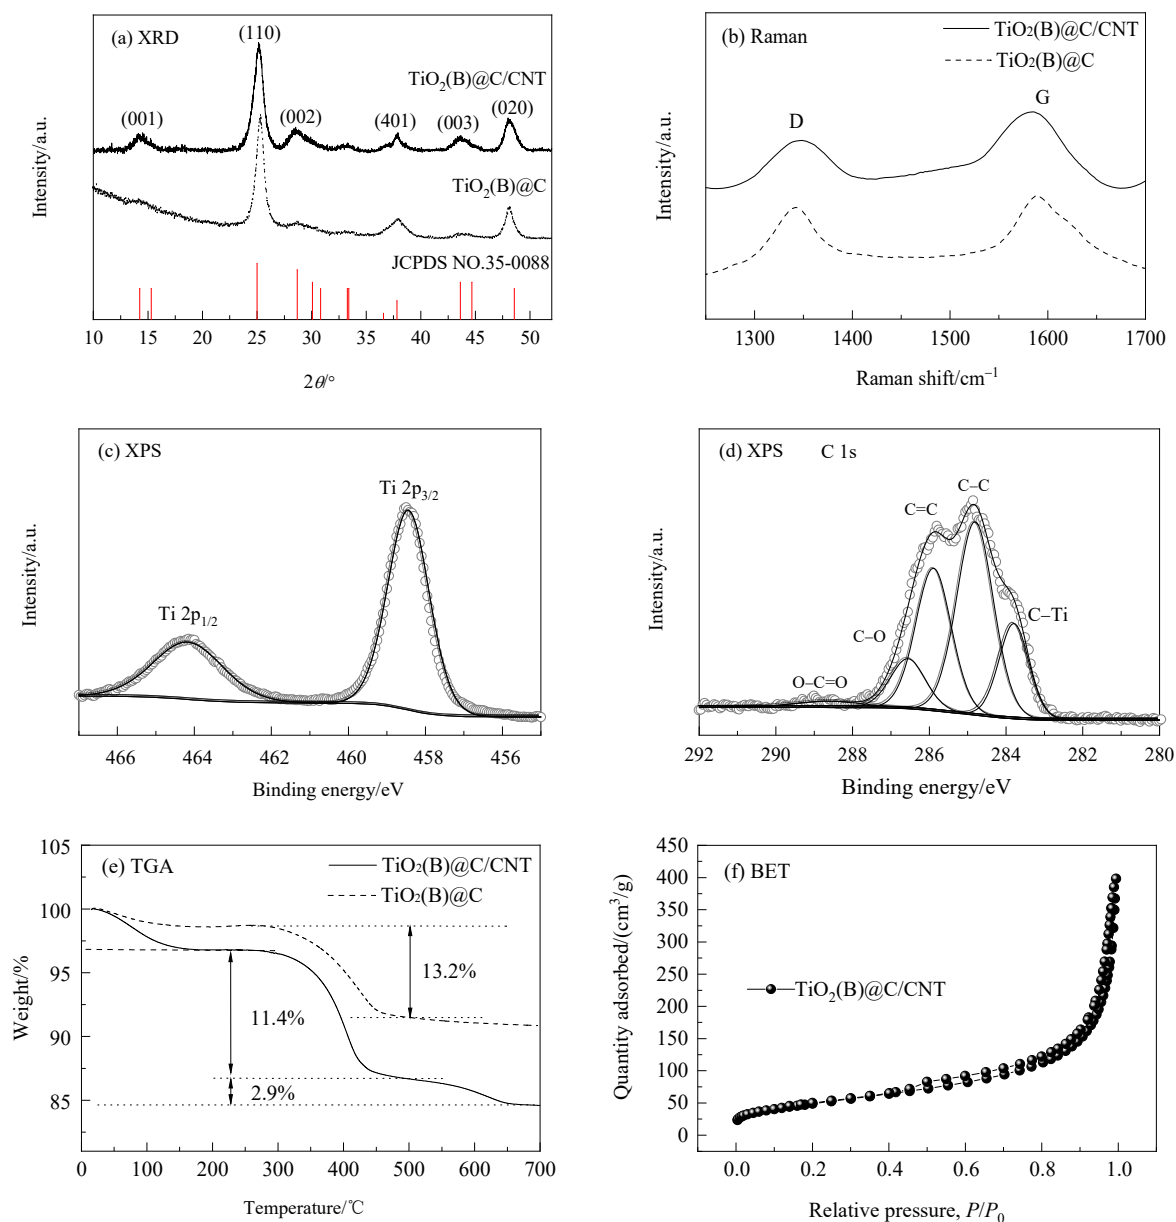 (a) XRD
(110)
TiO2(B)@C/CNT
(001)
(002)
(401)
(003)
(020)
TiO2(B)@C
JCPDS NO.35-0088
Intensity/a.u.
10 15 20 25 30 35 40 45 50
2θ/°
(b) Raman
TiO2(B)@C/CNT
TiO2(B)@C
D
G
Intensity/a.u.
1300 1400 1500 1600 1700
Raman shift/cm−1
(c) XPS
Ti 2p3/2
Ti 2p1/2
Intensity/a.u.
466 464 462 460 458 456
Binding energy/eV
(d) XPS C 1s
C–C
C=C
C–Ti
C–O
O–C=O
Intensity/a.u.
292 290 288 286 284 282 280
Binding energy/eV
(e) TGA
TiO2(B)@C/CNT
TiO2(B)@C
105
100
95
90
85
13.2%
11.4%
2.9%
Weight/%
0 100 200 300 400 500 600 700
Temperature/℃
(f) BET
TiO2(B)@C/CNT
450
400
350
300
250
200
150
100
50
0
Quantity adsorbed/(cm3/g)
0.0 0.2 0.4 0.6 0.8 1.0
Relative pressure, P/P0